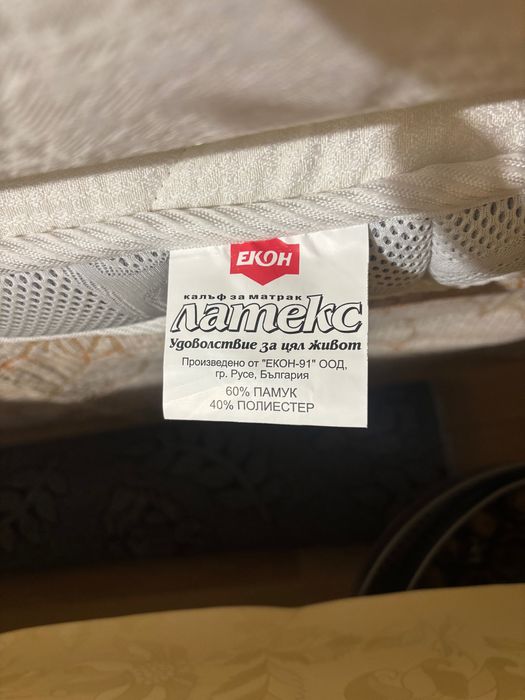 ЕКОН
калъф за матрак
Латекс
Удоволствие за цял живот
Произведено от "ЕКОН-91" ООД,
гр. Русе, България
60% ПАМУК
40% ПОЛИЕСТЕР